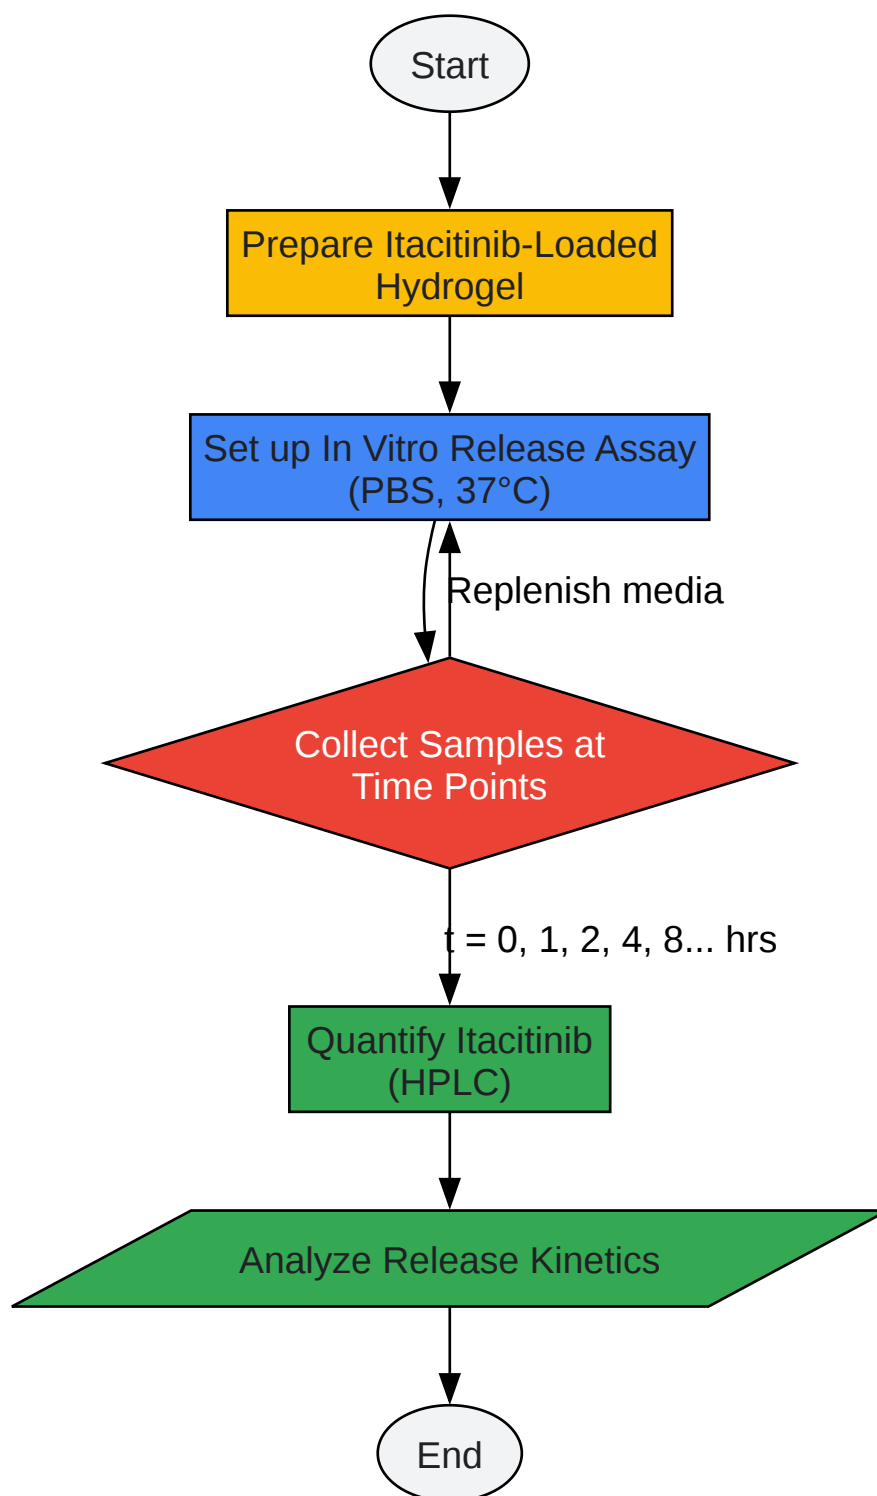 Start
Prepare Itacitinib-Loaded
Hydrogel
Set up In Vitro Release Assay
(PBS, 37°C)
Replenish media
Collect Samples at
Time Points
t = 0, 1, 2, 4, 8... hrs
Quantify Itacitinib
(HPLC)
Analyze Release Kinetics
End